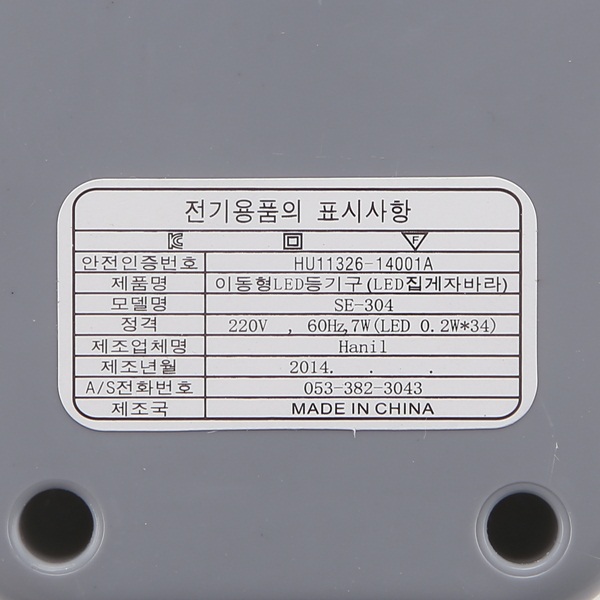 전기용품의 표시사항
F
안전인증번호 HU11326-14001A
제품명 이동형LED등기구(LED집게자바라)
모델명 SE-304
정격 220V , 60Hz,7W(LED 0.2W*34)
제조업체명 Hanil
제조년월 2014. . .
A/S전화번호 053-382-3043
제조국 MADE IN CHINA